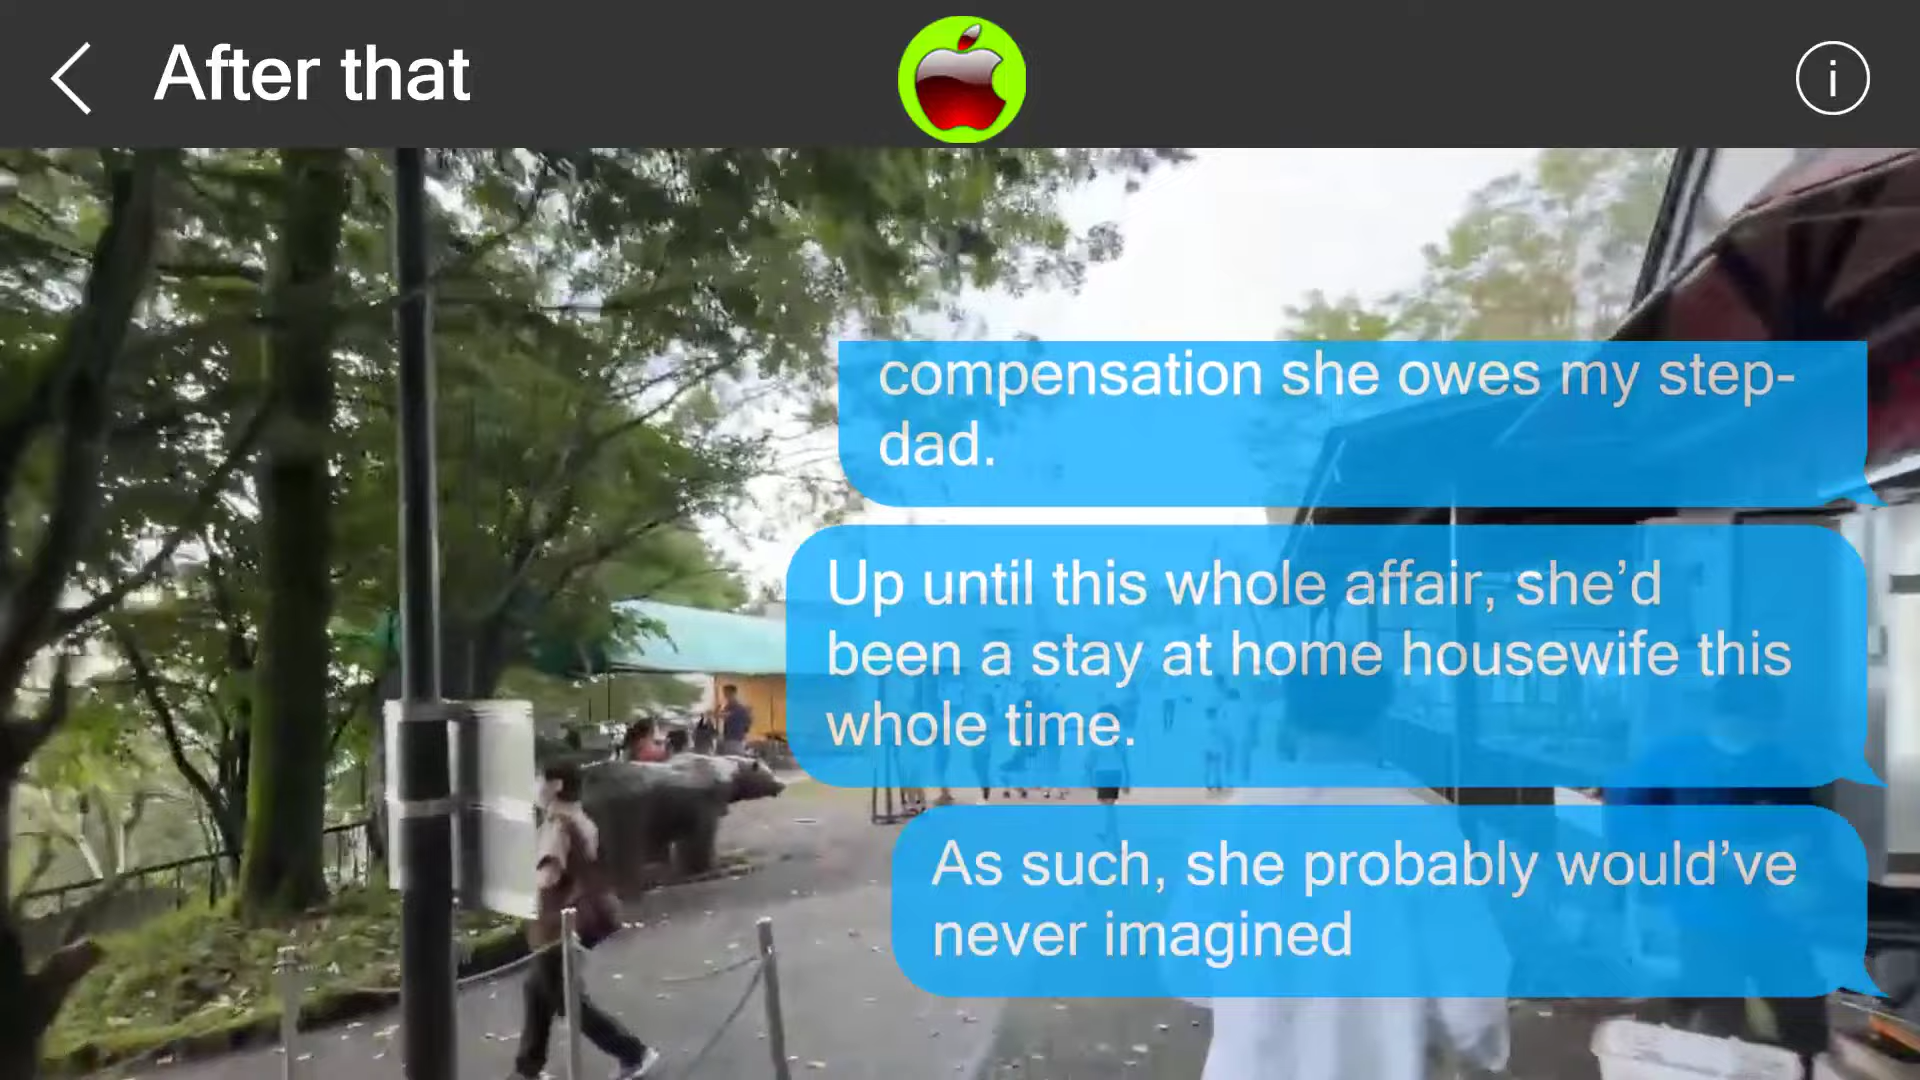 After that
compensation she owes my step-
dad.
Up until this whole affair, she’d
been a stay at home housewife this
whole time.
As such, she probably would’ve
never imagined